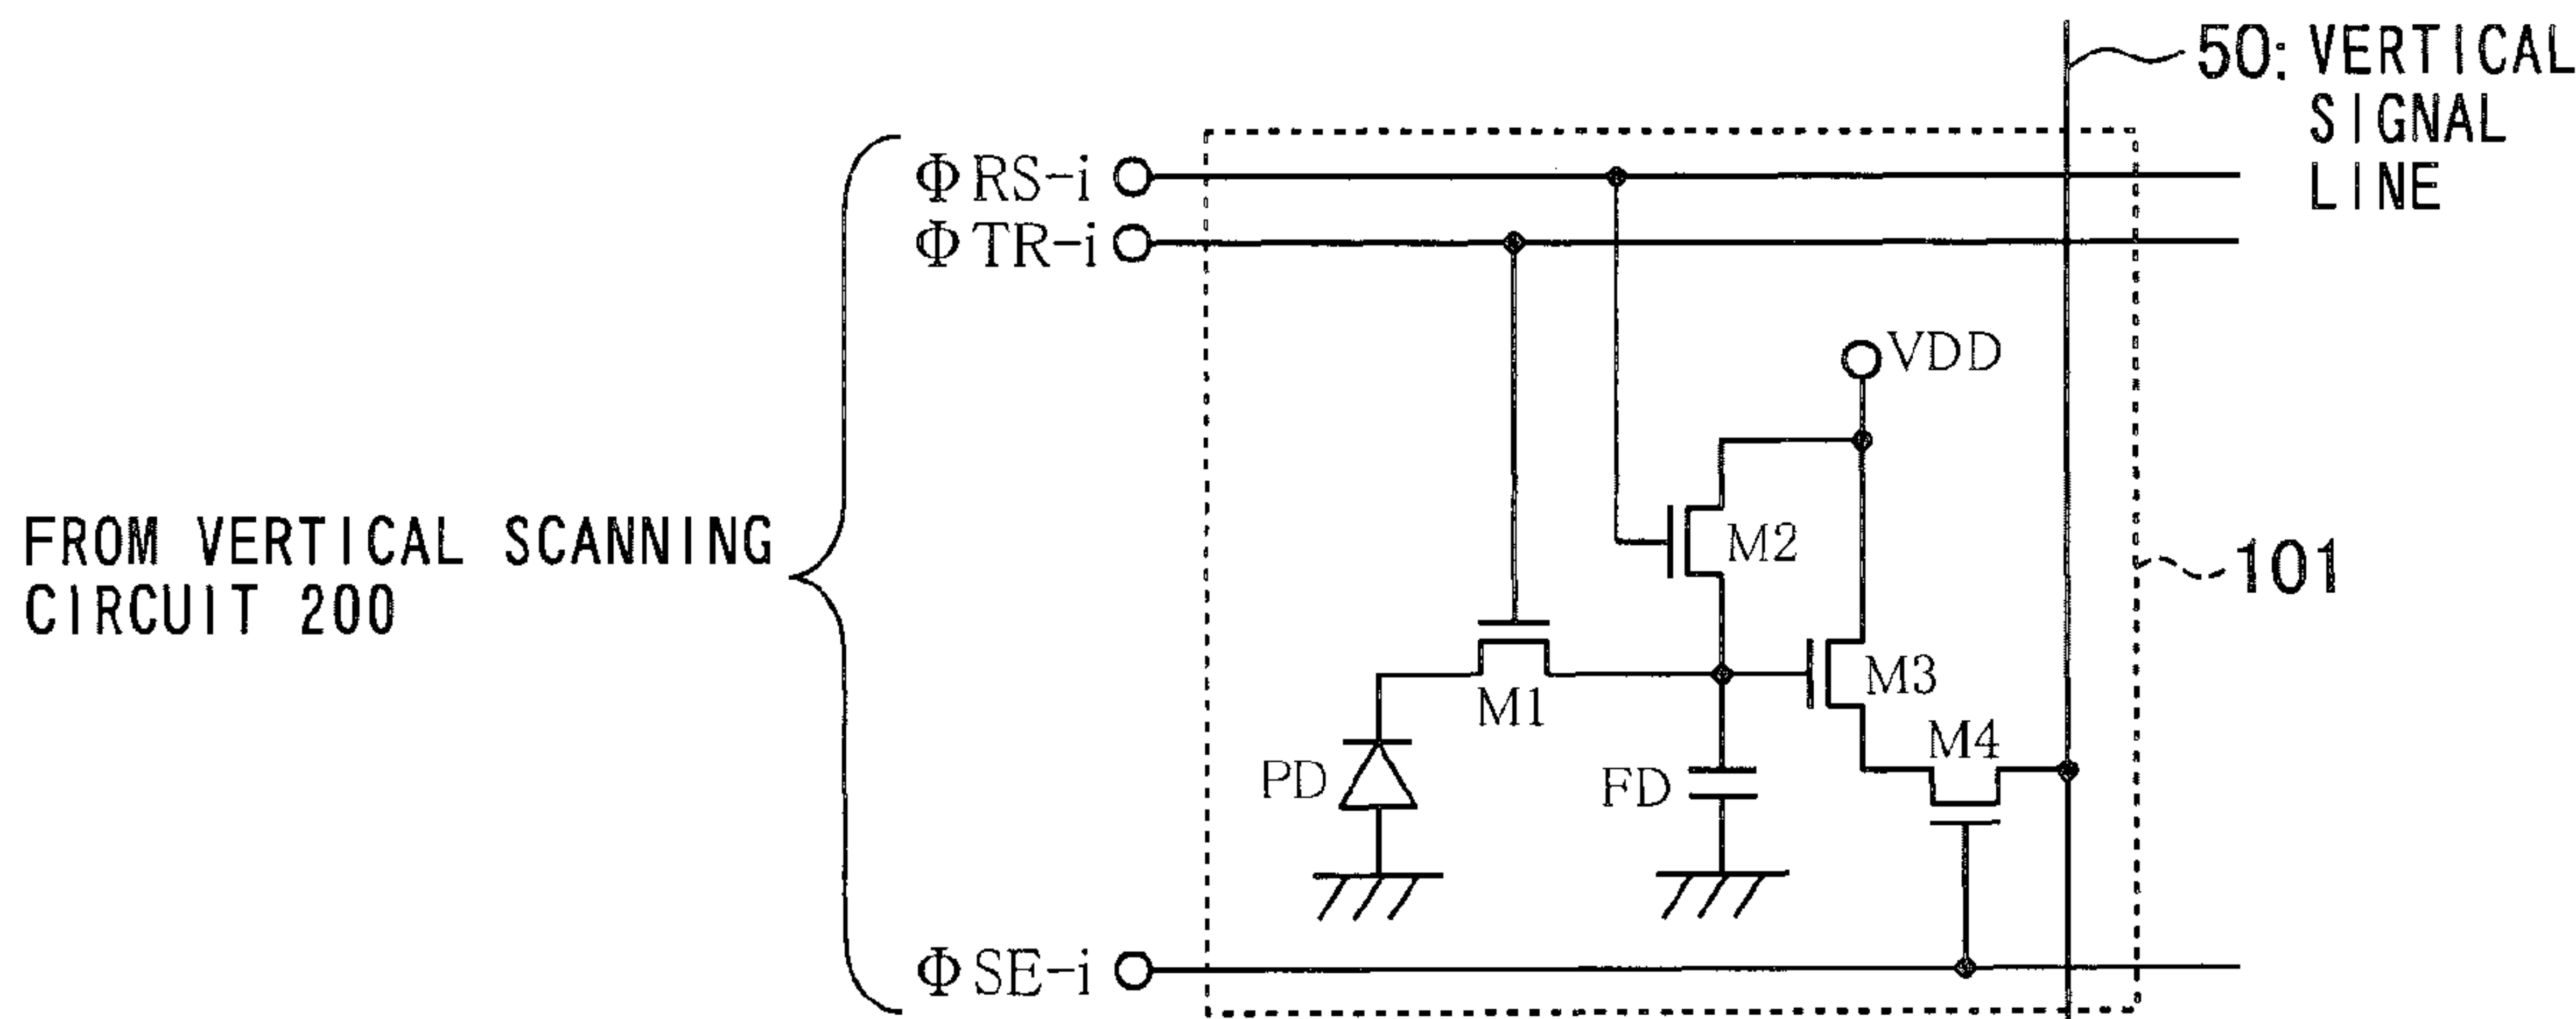 50: VERTICAL
SIGNAL
LINE
ΦRS-i
ΦTR-i
VDD
M2
FROM VERTICAL SCANNING
CIRCUIT 200
101
M3
M1
M4
PD
FD
ΦSE-i